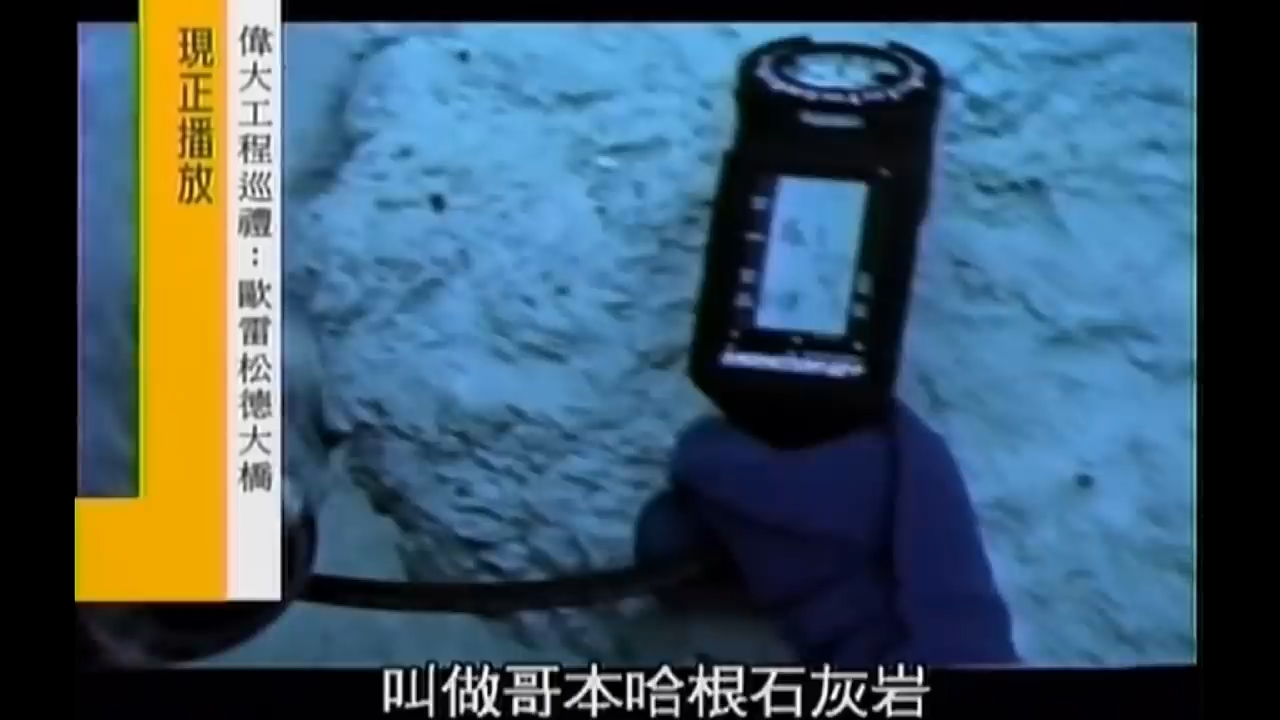 現正播放
偉大工程巡禮：歐雷松德大橋
叫做哥本哈根石灰岩